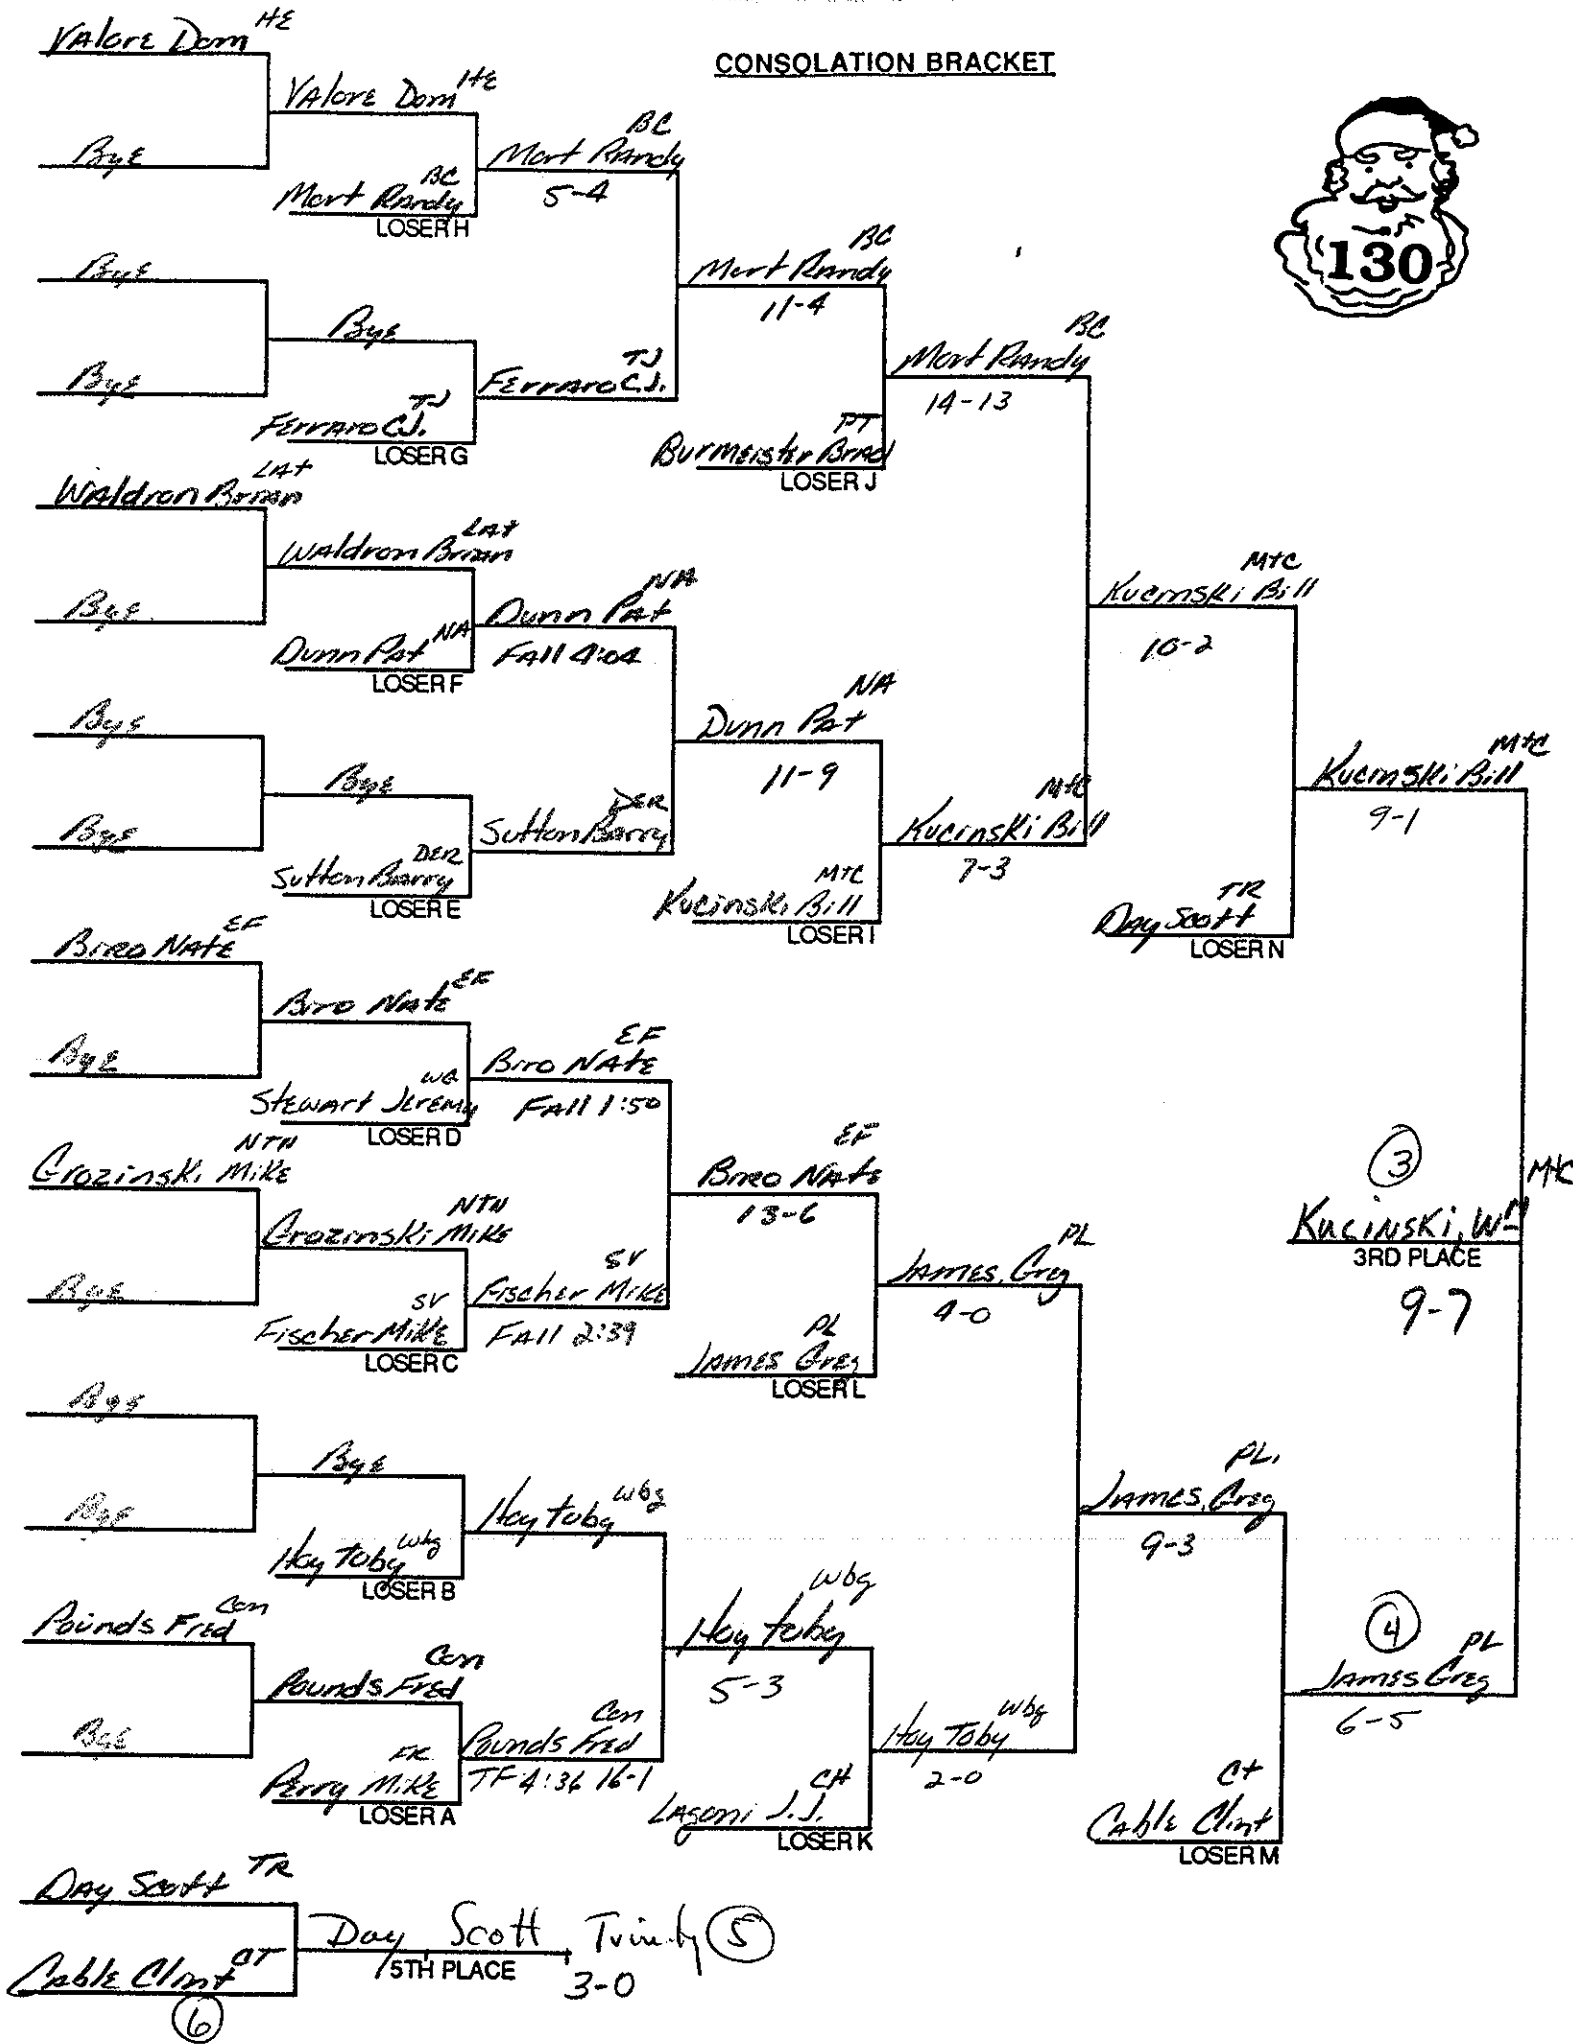 CONSOLATION BRACKET
130
Valore Dom HE
Bye
Valore Dom HE
Mort Randy BC
LOSER H
Mort Randy BC
5-4
Bye
Bye
Bye
Ferraro C.J. TJ
LOSER G
Ferraro C.J. TJ
Mort Randy BC
11-4
Burmeister Brad PT
LOSER J
Mort Randy BC
14-13
Waldron Brian LAT
Bye
Waldron Brian LAT
Dunn Pat NA
LOSER F
Dunn Pat NA
Fall 4:04
Bye
Bye
Bye
Sutton Barry DER
LOSER E
Sutton Barry DER
Dunn Pat NA
11-9
Kucinski Bill MtC
LOSER I
Kucinski Bill MtC
7-3
Kucinski Bill MtC
10-2
Day Scott TR
LOSER N
Kucinski Bill MtC
9-1
Biro Nate EF
Bye
Biro Nate EF
Stewart Jeremy
LOSER D
Biro Nate EF
Fall 1:50
Grozinski Mike NTN
Bye
Grozinski Mike NTN
Fischer Mike SV
LOSER C
Fischer Mike SV
Fall 2:39
Biro Nate EF
13-6
James Greg PL
LOSER L
James, Greg PL
4-0
Bye
Bye
Bye
Hoy Toby Wbg
LOSER B
Hoy Toby Wbg
Pounds Fred Con
Bye
Pounds Fred Con
Perry Mike
LOSER A
Pounds Fred Con
TF 4:36 16-1
Hoy Toby Wbg
5-3
Lagoni J.J. CH
LOSER K
Hoy Toby Wbg
2-0
James, Greg PL.
9-3
Cable Clint CT
LOSER M
4
James Greg PL
6-5
3
Kucinski, Wm MtC
3RD PLACE
9-7
Day Scott TR
Cable Clint CT
6
Day Scott Trinity 5
5TH PLACE
3-0